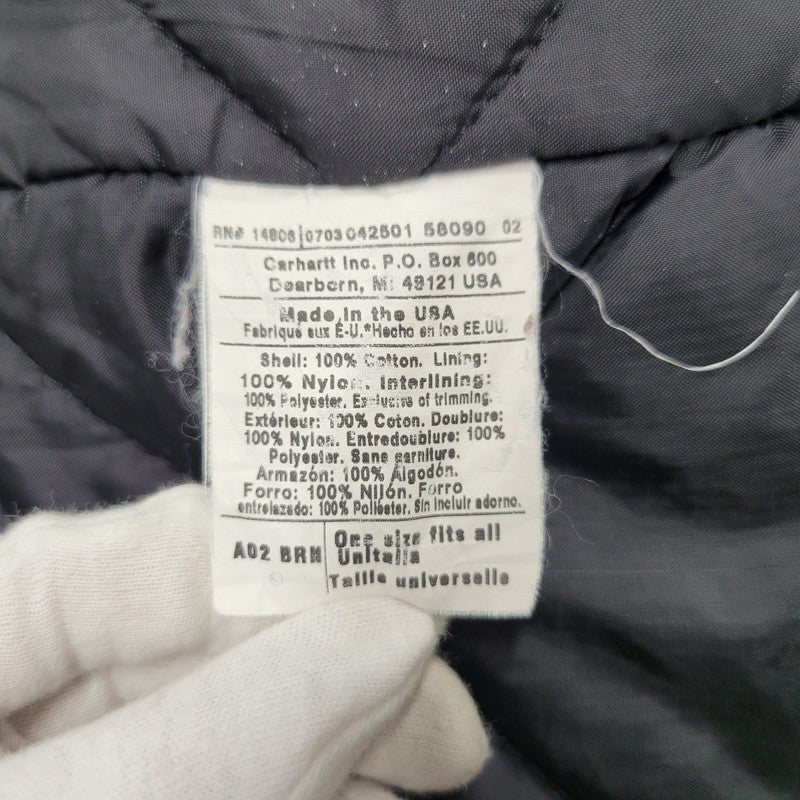 RN# 14806 0703 042501 58090 02
Carhartt Inc. P.O. Box 600
Dearborn, MI 48121 USA
Made in the USA
Fabriqué aux É-U.*Hecho en los EE.UU.
Shell: 100% Cotton. Lining:
100% Nylon. Interlining:
100% Polyester. Exclusive of trimming.
Extérieur: 100% Coton. Doublure:
100% Nylon. Entredoublure: 100%
Polyester. Sans garniture.
Armazón: 100% Algodón.
Forro: 100% Nilón. Forro
entrelazado: 100% Poliéster. Sin incluir adorno.
A02 BRN
One size fits all
Unitalla
Taille universelle